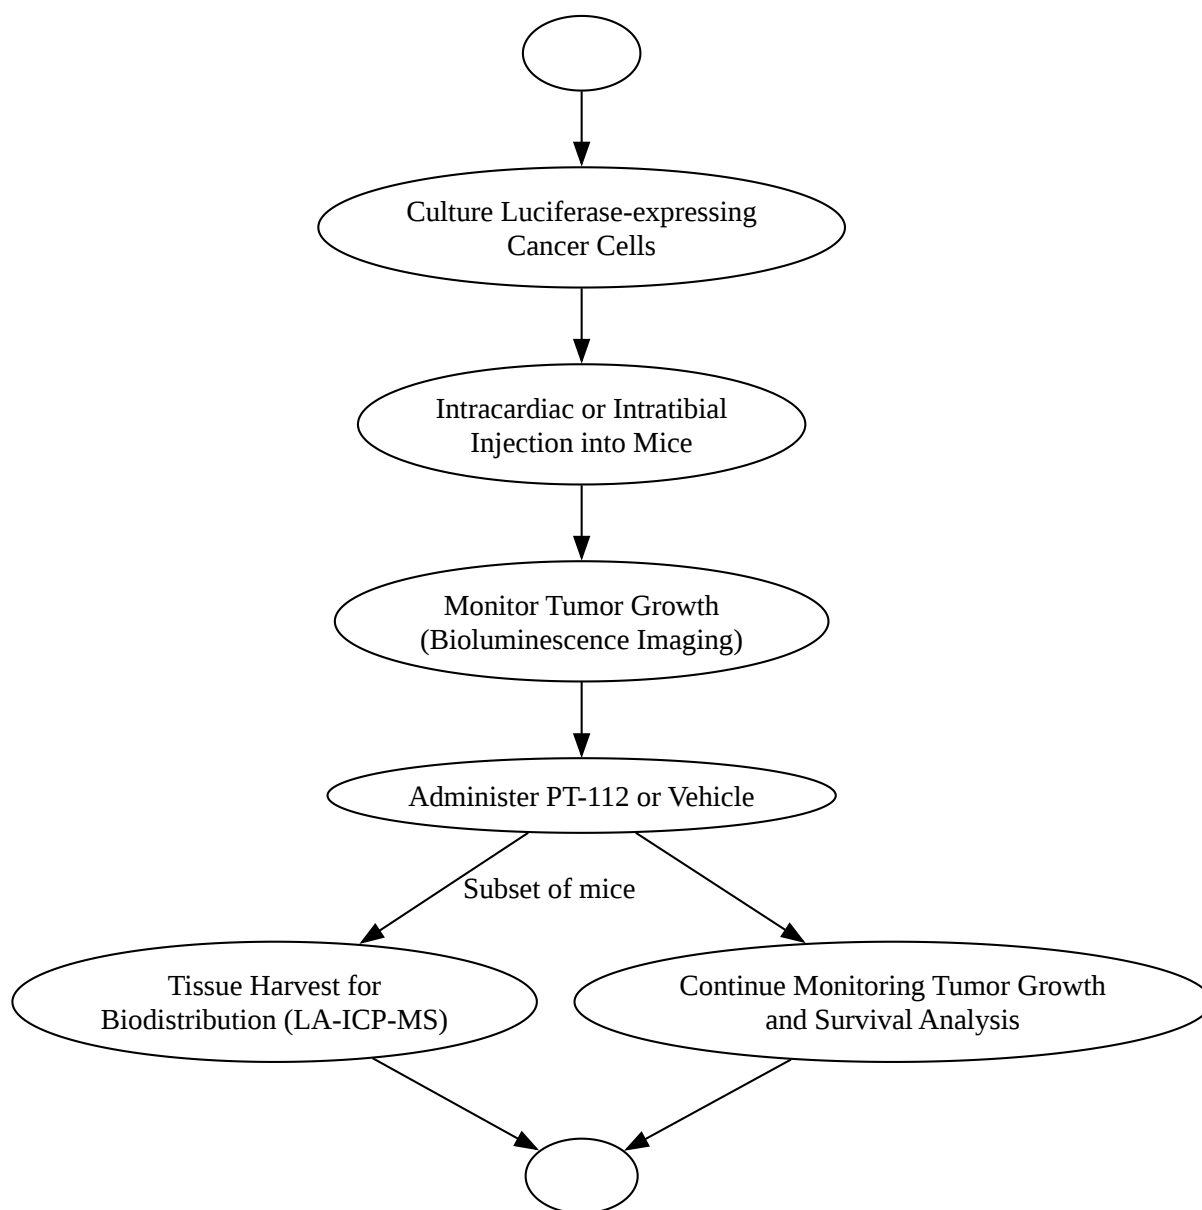 Culture Luciferase-expressing
Cancer Cells
Intracardiac or Intratibial
Injection into Mice
Monitor Tumor Growth
(Bioluminescence Imaging)
Administer PT-112 or Vehicle
Subset of mice
Tissue Harvest for
Biodistribution (LA-ICP-MS)
Continue Monitoring Tumor Growth
and Survival Analysis